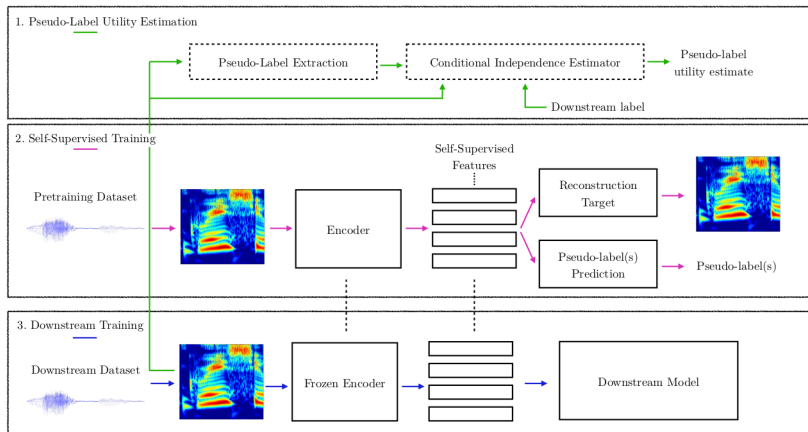 1. Pseudo-Label Utility Estimation
Pseudo-Label Extraction
Conditional Independence Estimator
Pseudo-label
utility estimate
Downstream label
2. Self-Supervised Training
Self-Supervised
Features
Pretraining Dataset
Encoder
Reconstruction
Target
Pseudo-label(s)
Prediction
Pseudo-label(s)
3. Downstream Training
Downstream Dataset
Frozen Encoder
Downstream Model